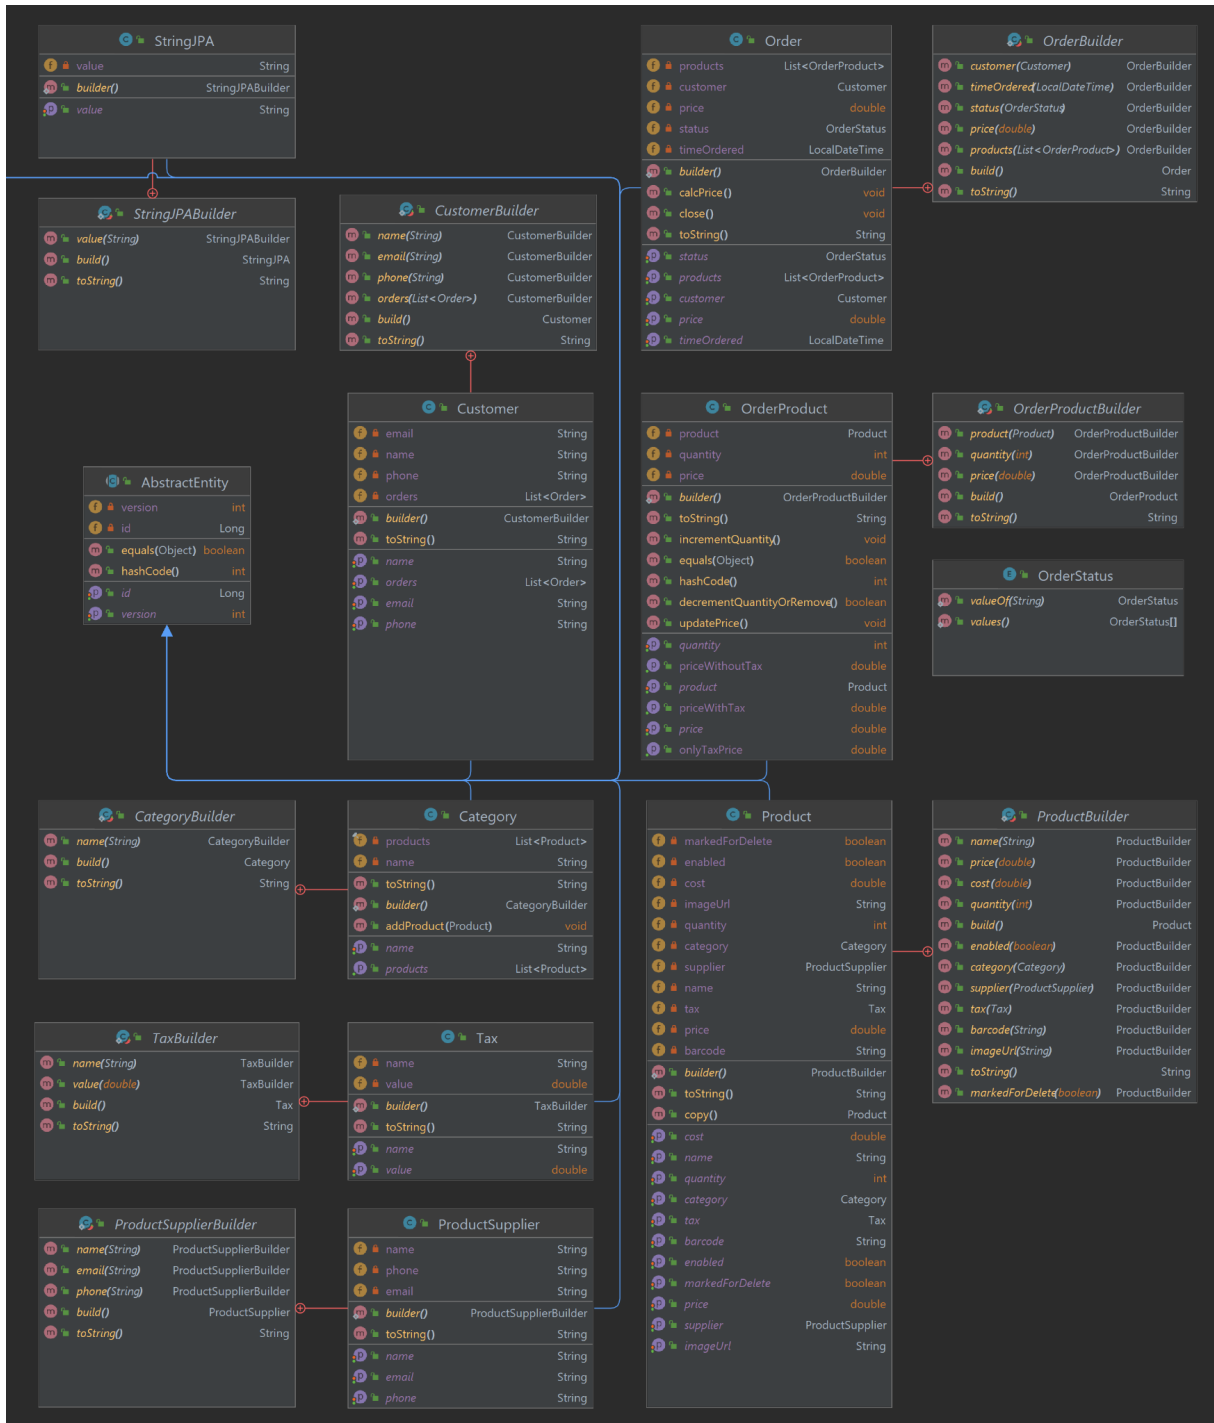 StringJPA
value String
builder() StringJPABuilder
value String
StringJPABuilder
value(String) StringJPABuilder
build() StringJPA
toString() String
CustomerBuilder
name(String) CustomerBuilder
email(String) CustomerBuilder
phone(String) CustomerBuilder
orders(List<Order>) CustomerBuilder
build() Customer
toString() String
Order
products List<OrderProduct>
customer Customer
price double
status OrderStatus
timeOrdered LocalDateTime
builder() OrderBuilder
calcPrice() void
close() void
toString() String
status OrderStatus
products List<OrderProduct>
customer Customer
price double
timeOrdered LocalDateTime
OrderBuilder
customer(Customer) OrderBuilder
timeOrdered(LocalDateTime) OrderBuilder
status(OrderStatus) OrderBuilder
price(double) OrderBuilder
products(List<OrderProduct>) OrderBuilder
build() Order
toString() String
AbstractEntity
version int
id Long
equals(Object) boolean
hashCode() int
id Long
version int
Customer
email String
name String
phone String
orders List<Order>
builder() CustomerBuilder
toString() String
name String
orders List<Order>
email String
phone String
OrderProduct
product Product
quantity int
price double
builder() OrderProductBuilder
toString() String
incrementQuantity() void
equals(Object) boolean
hashCode() int
decrementQuantityOrRemove() boolean
updatePrice() void
quantity int
priceWithoutTax double
product Product
priceWithTax double
price double
onlyTaxPrice double
OrderProductBuilder
product(Product) OrderProductBuilder
quantity(int) OrderProductBuilder
price(double) OrderProductBuilder
build() OrderProduct
toString() String
OrderStatus
valueOf(String) OrderStatus
values() OrderStatus[]
CategoryBuilder
name(String) CategoryBuilder
build() Category
toString() String
Category
products List<Product>
name String
toString() String
builder() CategoryBuilder
addProduct(Product) void
name String
products List<Product>
Product
markedForDelete boolean
enabled boolean
cost double
imageUrl String
quantity int
category Category
supplier ProductSupplier
name String
tax Tax
price double
barcode String
builder() ProductBuilder
toString() String
copy() Product
cost double
name String
quantity int
category Category
tax Tax
barcode String
enabled boolean
markedForDelete boolean
price double
supplier ProductSupplier
imageUrl String
ProductBuilder
name(String) ProductBuilder
price(double) ProductBuilder
cost(double) ProductBuilder
quantity(int) ProductBuilder
build() Product
enabled(boolean) ProductBuilder
category(Category) ProductBuilder
supplier(ProductSupplier) ProductBuilder
tax(Tax) ProductBuilder
barcode(String) ProductBuilder
imageUrl(String) ProductBuilder
toString() String
markedForDelete(boolean) ProductBuilder
TaxBuilder
name(String) TaxBuilder
value(double) TaxBuilder
build() Tax
toString() String
Tax
name String
value double
builder() TaxBuilder
toString() String
name String
value double
ProductSupplierBuilder
name(String) ProductSupplierBuilder
email(String) ProductSupplierBuilder
phone(String) ProductSupplierBuilder
build() ProductSupplier
toString() String
ProductSupplier
name String
phone String
email String
builder() ProductSupplierBuilder
toString() String
name String
email String
phone String